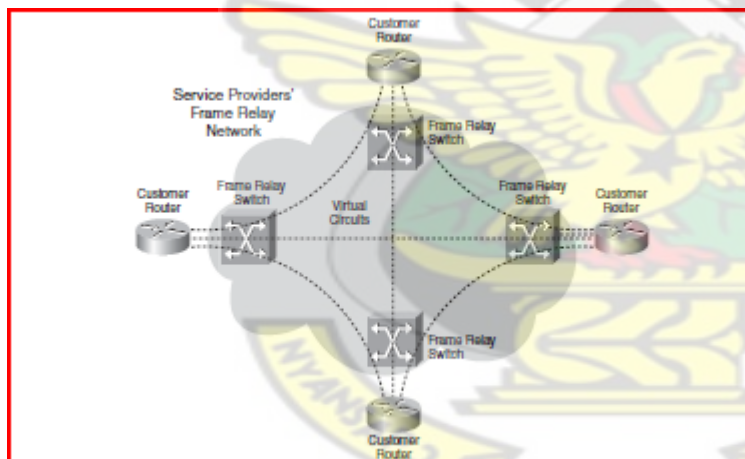 Customer
Router
Service Providers'
Frame Relay
Network
Frame Relay
Switch
Customer
Router
Frame Relay
Switch
Virtual
Circuits
Frame Relay
Switch
Customer
Router
Frame Relay
Switch
Customer
Router
NYANSA